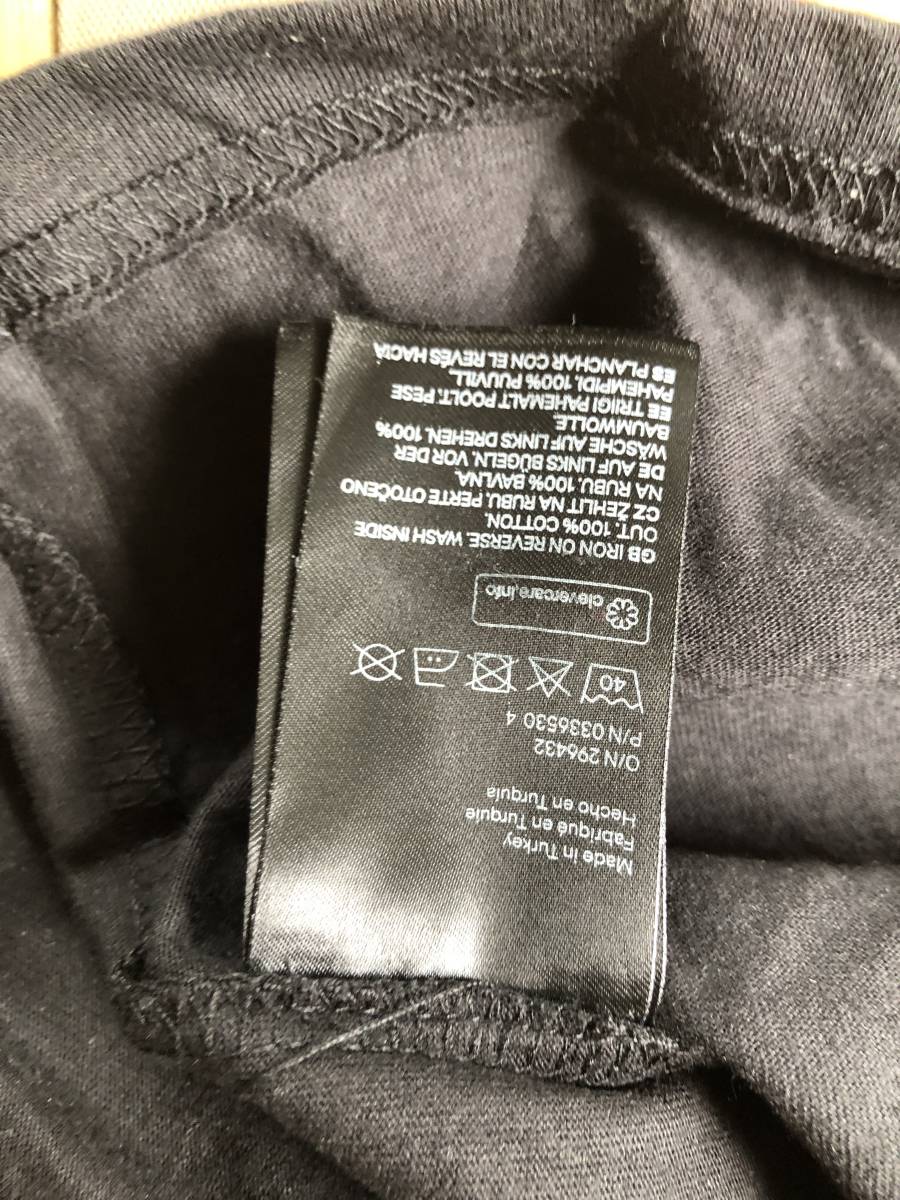 Made in Turkey
Fabriqué en Turquie
Hecho en Turquía
O/N 296432
P/N 0336530 4
40
clevercare.info
GB IRON ON REVERSE. WASH INSIDE
OUT. 100% COTTON.
CZ ŽEHLIT NA RUBU. PERTE OTOČENO
NA RUBU. 100% BAVLNA.
DE AUF LINKS BÜGELN. VOR DER
WÄSCHE AUF LINKS DREHEN. 100%
BAUMWOLLE
EE TRIIGI PAHEMALT POOLT. PESE
PAHEMPIDI. 100% PUUVILL.
ES PLANCHAR CON EL REVÉS HACIA